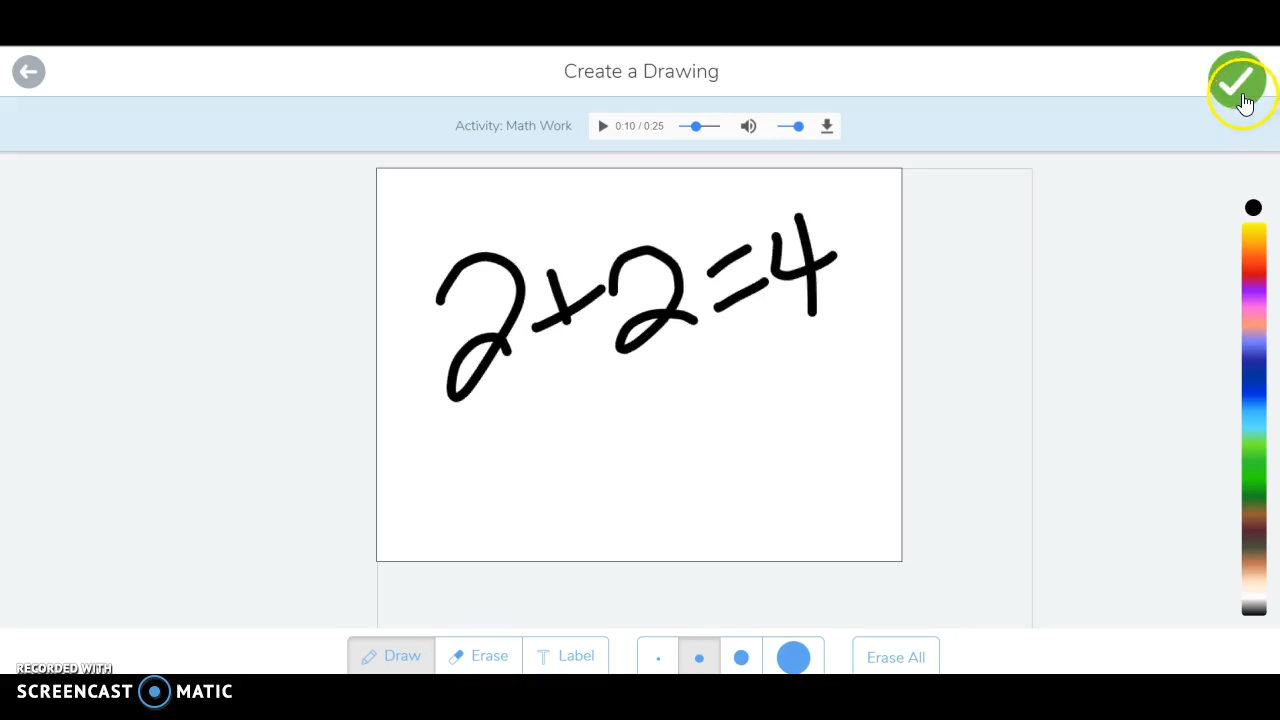 Create a Drawing
Activity: Math Work 0:10 / 0:25
2+2=4
Draw Erase T Label Erase All
RECORDED WITH
SCREENCAST MATIC